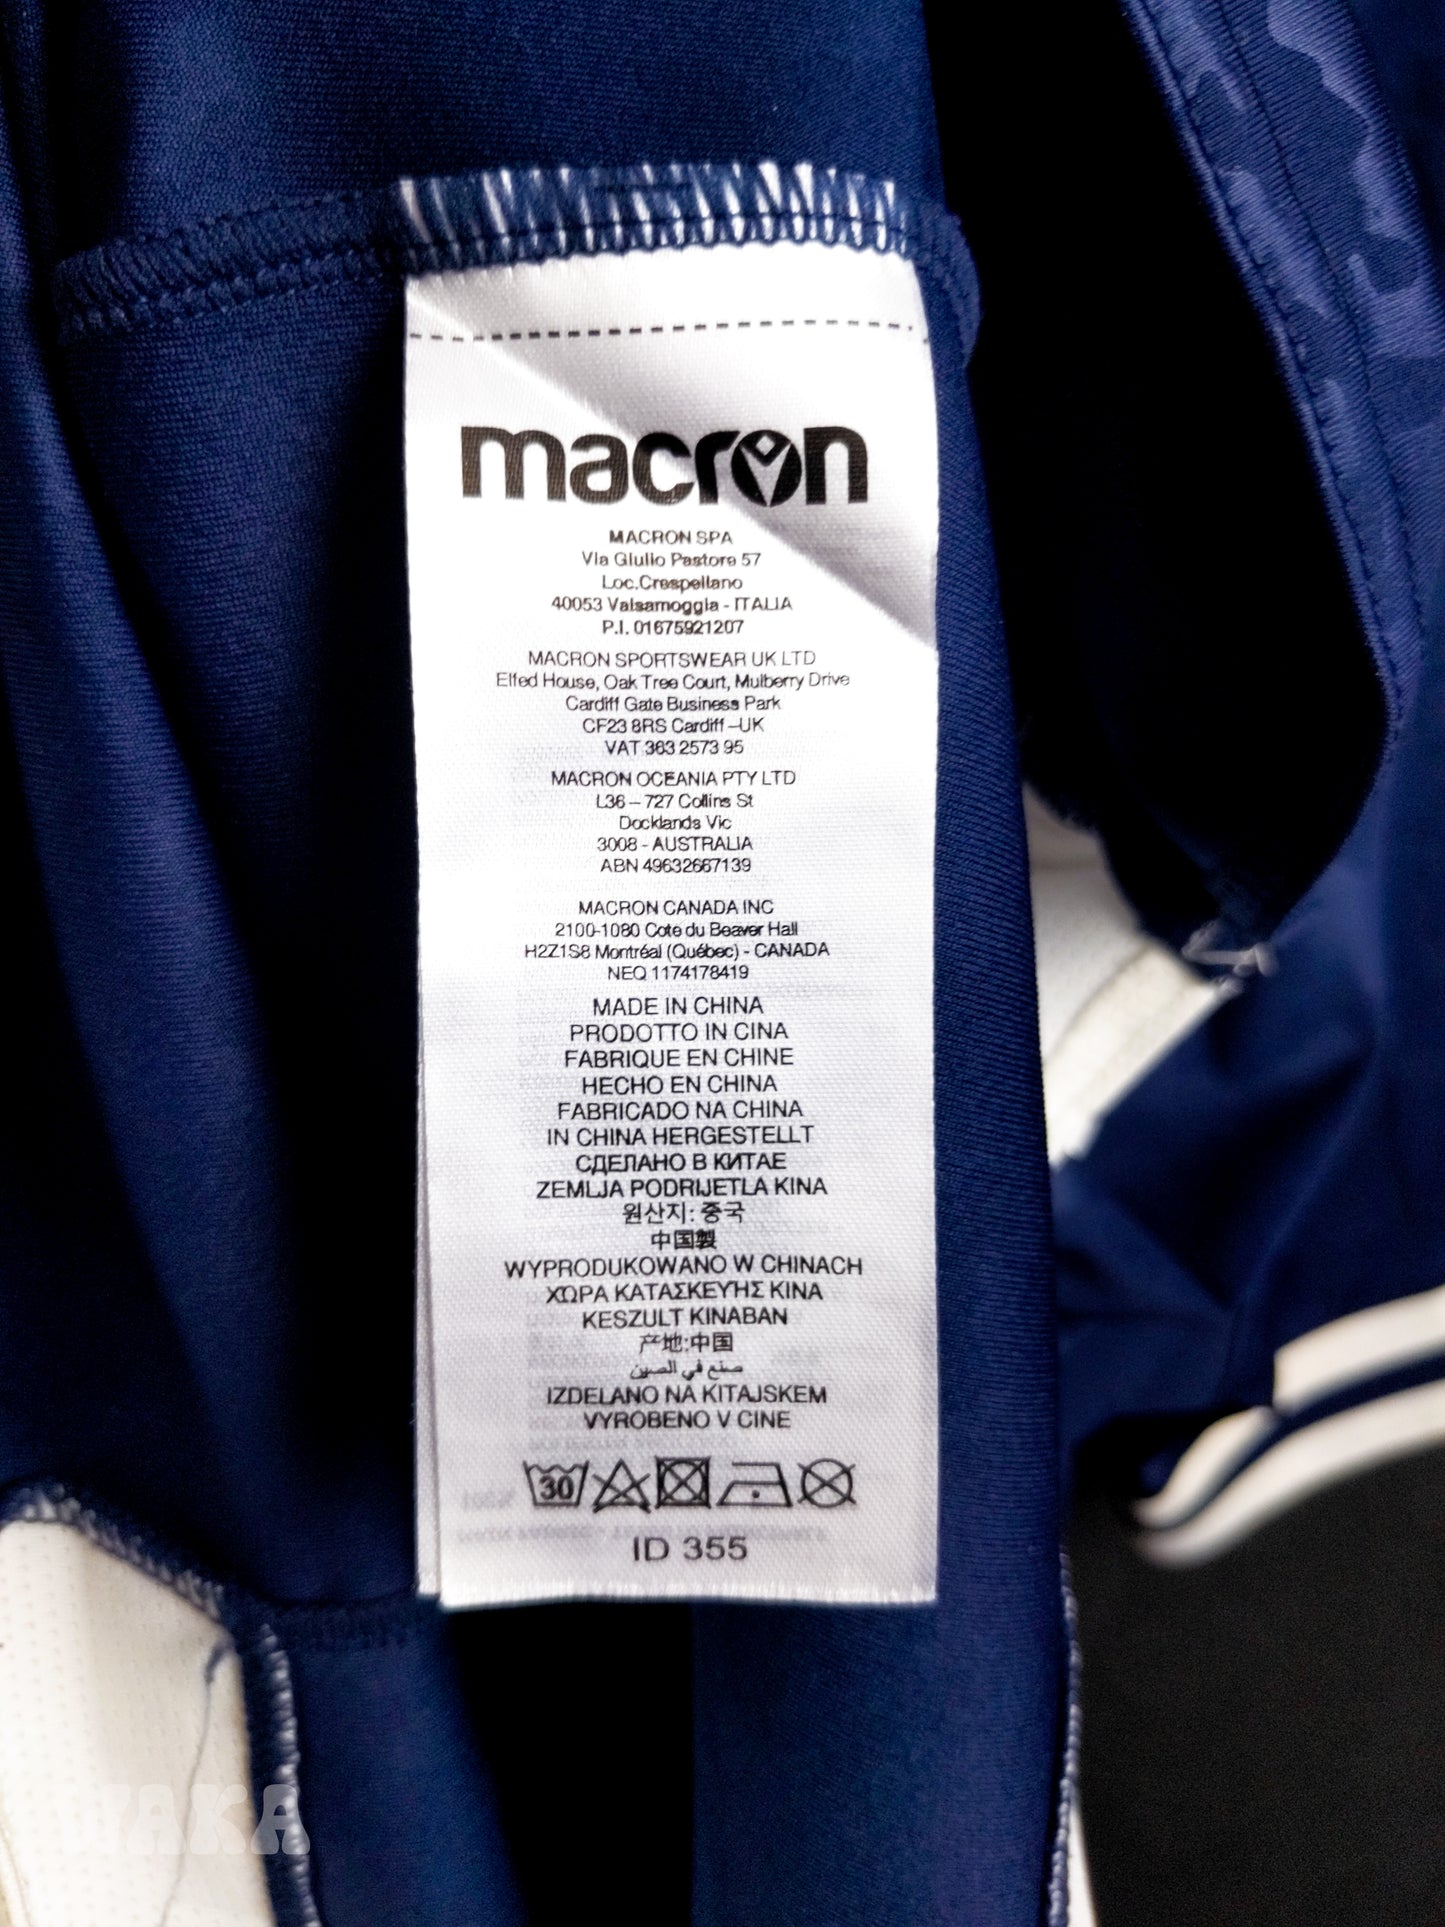 macron
MACRON SPA
Via Giulio Pastore 57
Loc.Crespellano
40053 Valsamoggia - ITALIA
P.I. 01675921207
MACRON SPORTSWEAR UK LTD
Elfed House, Oak Tree Court, Mulberry Drive
Cardiff Gate Business Park
CF23 8RS Cardiff –UK
VAT 363 2573 95
MACRON OCEANIA PTY LTD
L36 – 727 Collins St
Docklands Vic
3008 - AUSTRALIA
ABN 49632667139
MACRON CANADA INC
2100-1080 Cote du Beaver Hall
H2Z1S8 Montréal (Québec) - CANADA
NEQ 1174178419
MADE IN CHINA
PRODOTTO IN CINA
FABRIQUE EN CHINE
HECHO EN CHINA
FABRICADO NA CHINA
IN CHINA HERGESTELLT
СДЕЛАНО В КИТАЕ
ZEMLJA PODRIJETLA KINA
원산지: 중국
中国製
WYPRODUKOWANO W CHINACH
ΧΩΡΑ ΚΑΤΑΣΚΕΥΉΣ ΚΙΝΑ
KESZULT KINABAN
产地:中国
صنع في الصين
IZDELANO NA KITAJSKEM
VYROBENO V CINE
30
ID 355
WAKA